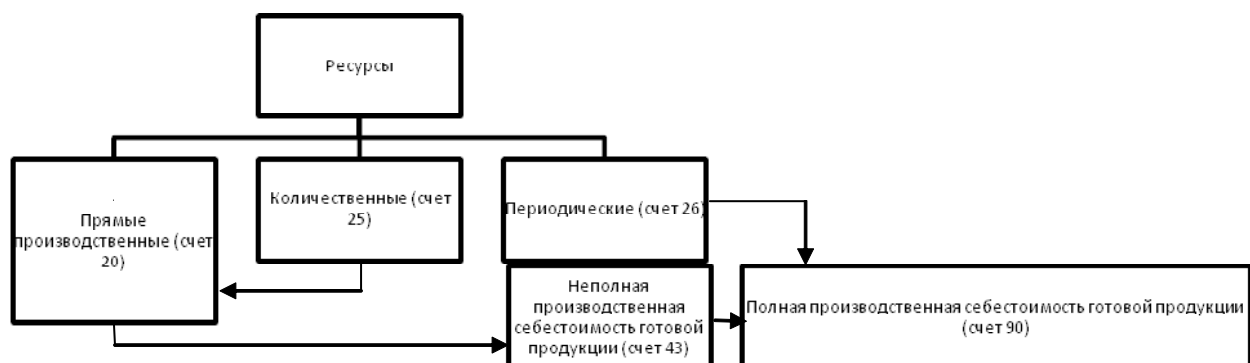 Ресурсы
Прямые
производственные (счет
20)
Количественные (счет
25)
Периодические (счет 26)
Неполная
производственная
себестоимость готовой
продукции (счет 43)
Полная производственная себестоимость готовой продукции
(счет 90)